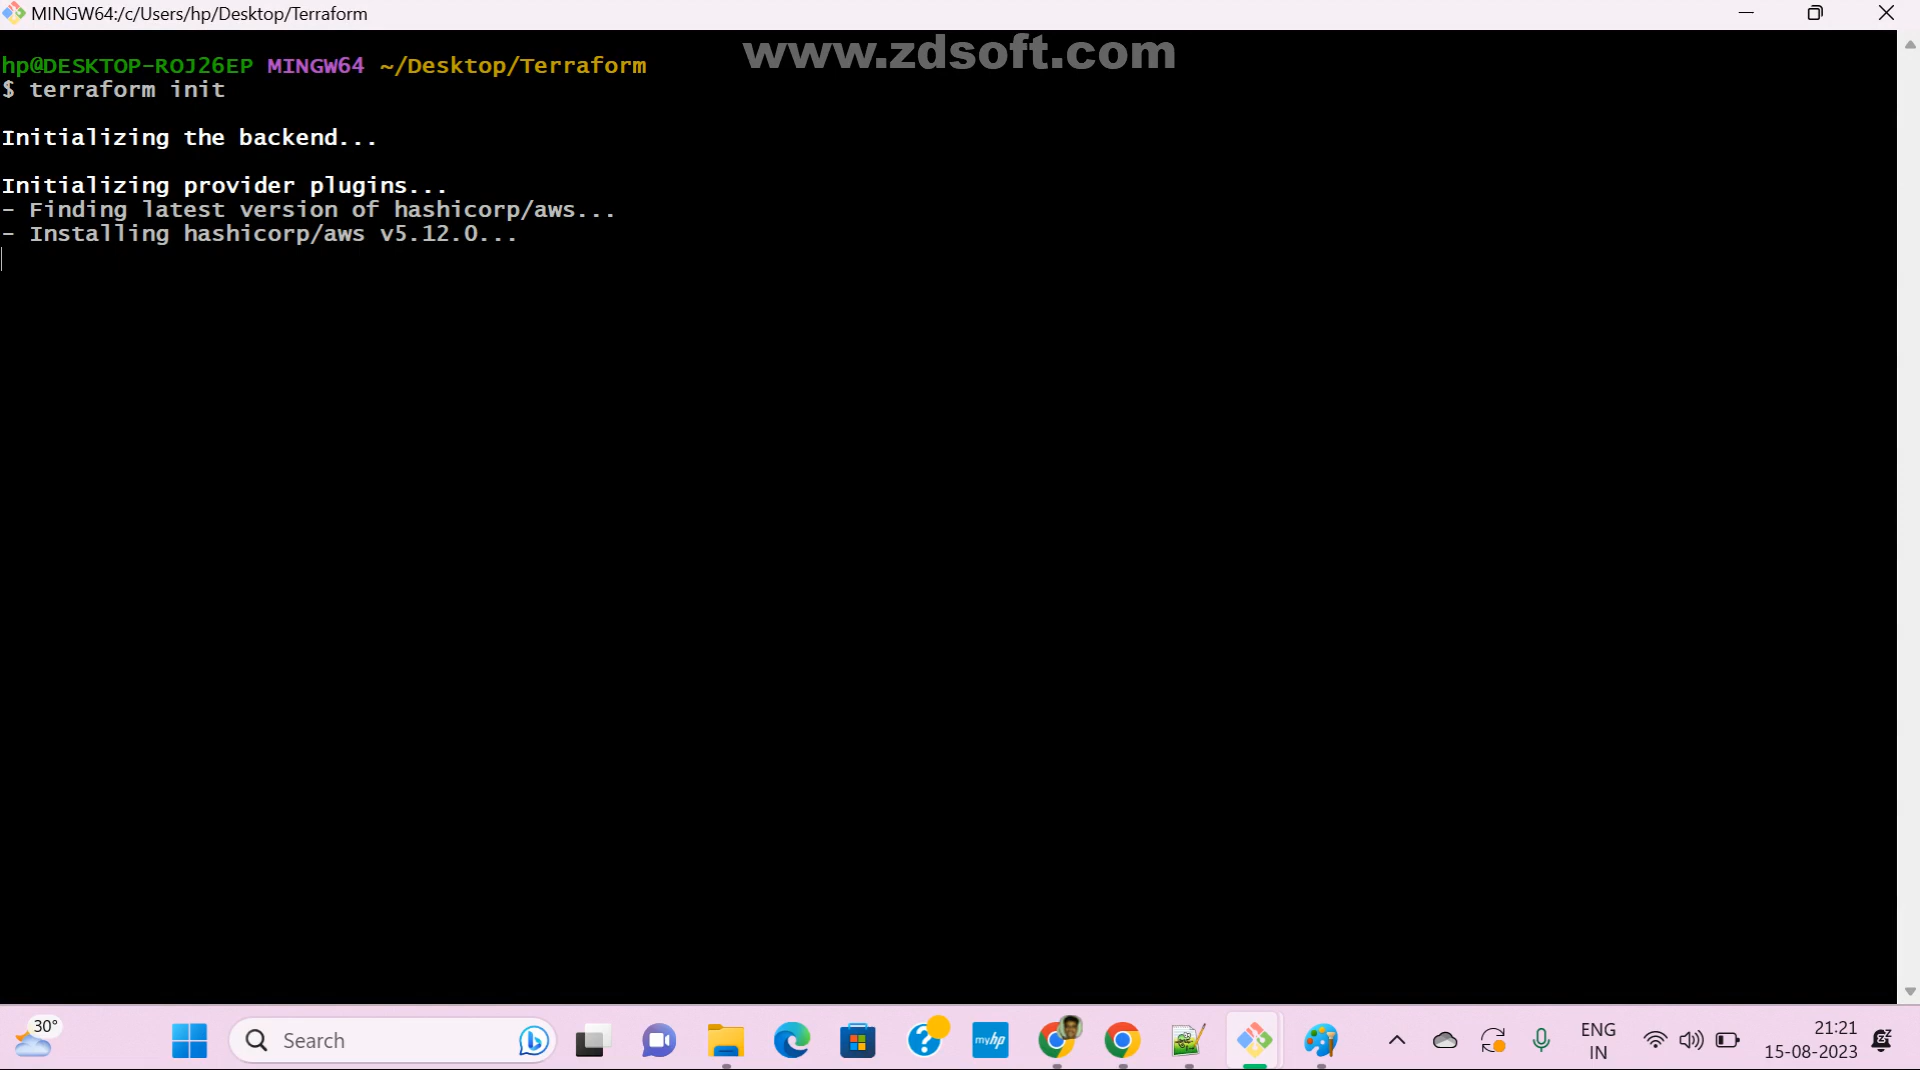 MINGW64:/c/Users/hp/Desktop/Terraform
www.zdsoft.com
hp@DESKTOP-ROJ26EP MINGW64 ~/Desktop/Terraform
$ terraform init
Initializing the backend...
Initializing provider plugins...
- Finding latest version of hashicorp/aws...
- Installing hashicorp/aws v5.12.0...
30°
Search
myhp
ENG
IN
21:21
15-08-2023